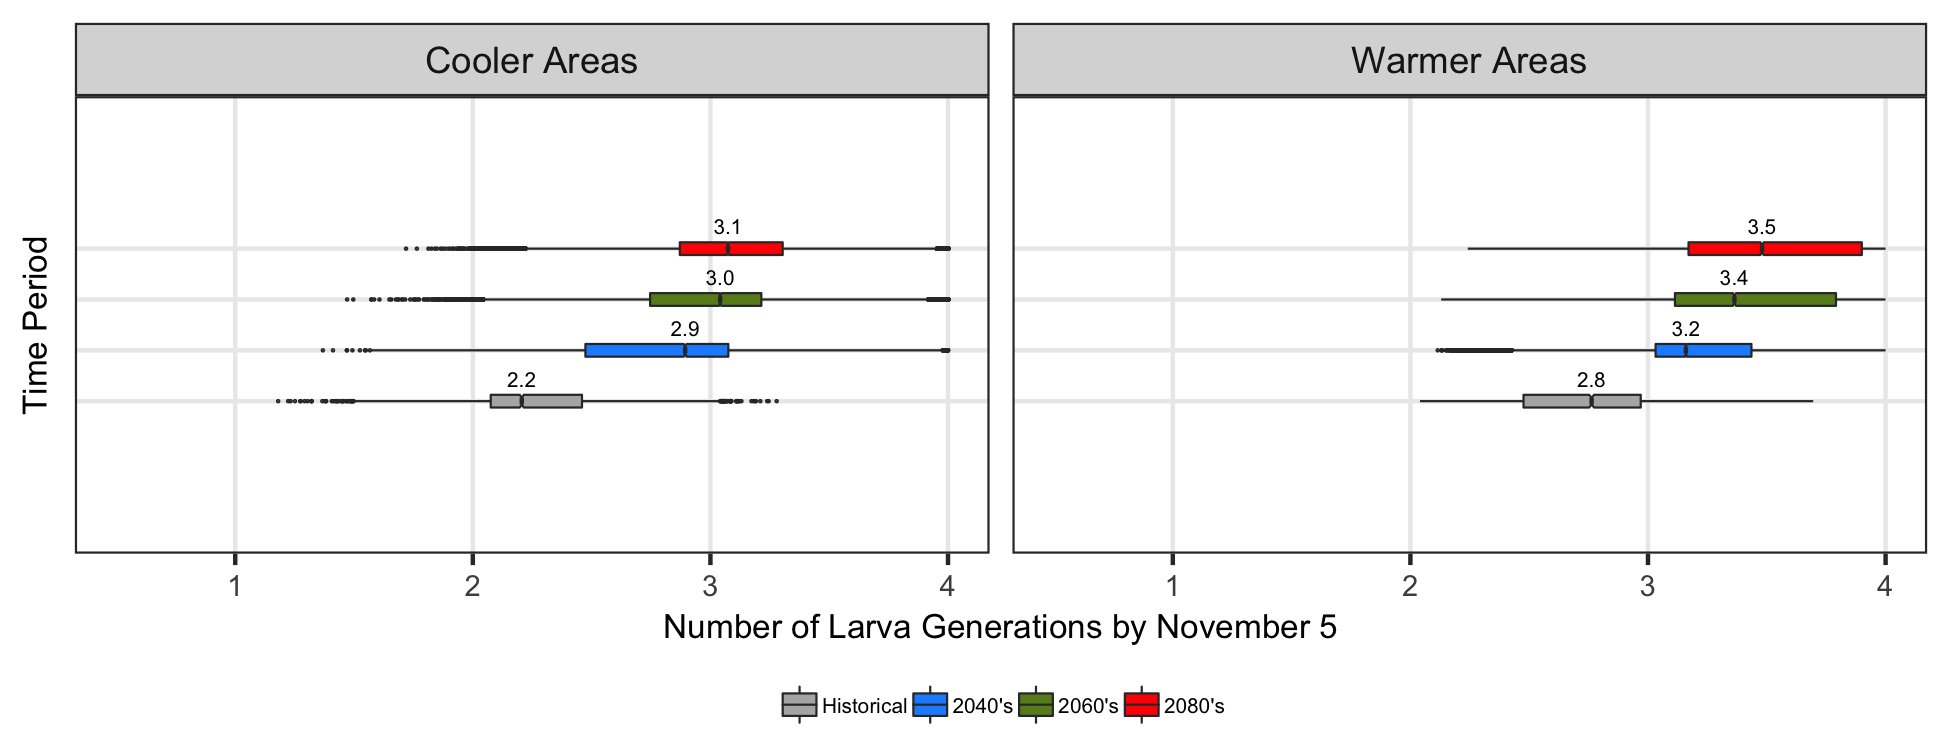 Cooler Areas
Warmer Areas
Time Period
3.1
3.0
2.9
2.2
3.5
3.4
3.2
2.8
1 2 3 4
1 2 3 4
Number of Larva Generations by November 5
Historical 2040's 2060's 2080's